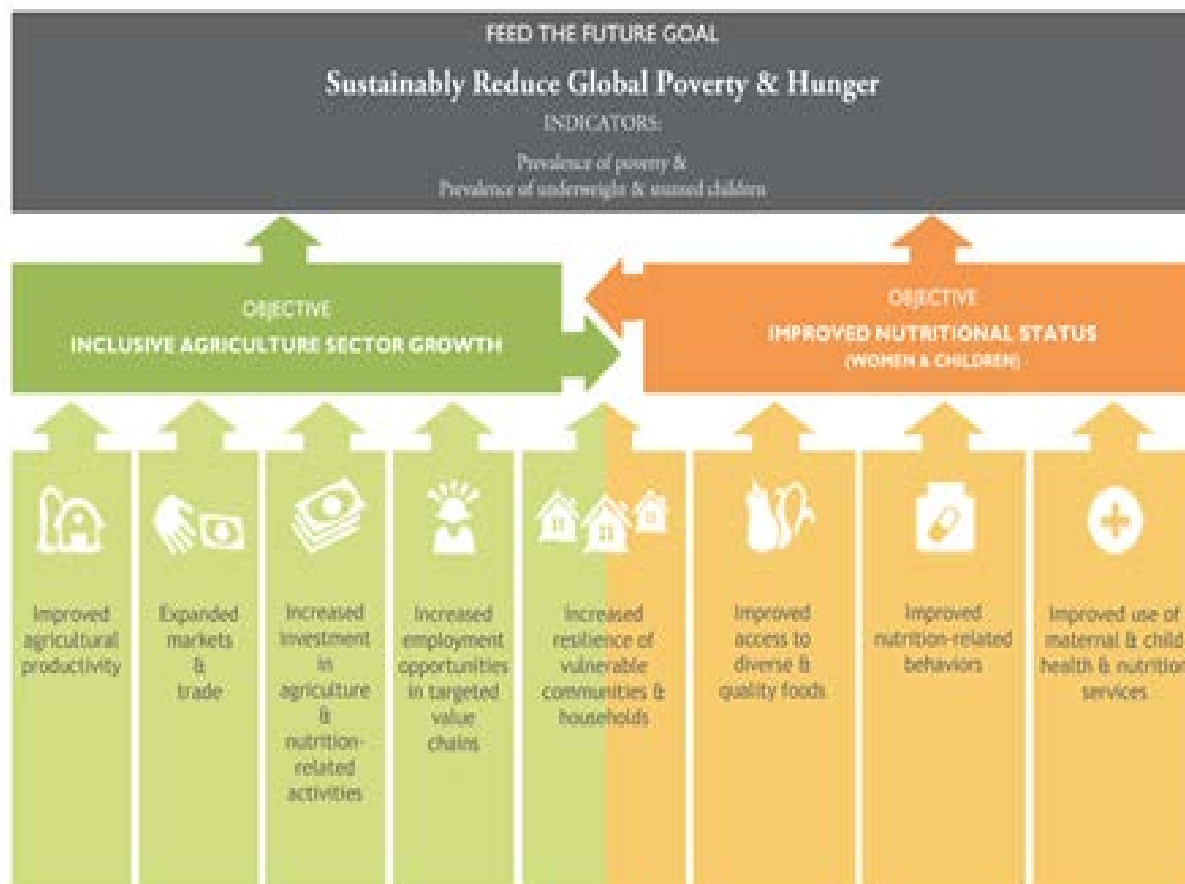 FEED THE FUTURE GOAL
Sustainably Reduce Global Poverty & Hunger
INDICATORS:
Prevalence of poverty &
Prevalence of underweight & stunted children
OBJECTIVE
INCLUSIVE AGRICULTURE SECTOR GROWTH
OBJECTIVE
IMPROVED NUTRITIONAL STATUS
(WOMEN & CHILDREN)
Improved
agricultural
productivity
Expanded
markets
&
trade
Increased
investment
in
agriculture
&
nutrition-
related
activities
Increased
employment
opportunities
in targeted
value
chains
Increased
resilience of
vulnerable
communities &
households
Improved
access to
diverse &
quality foods
Improved
nutrition-related
behaviors
Improved use of
maternal & child
health & nutrition
services